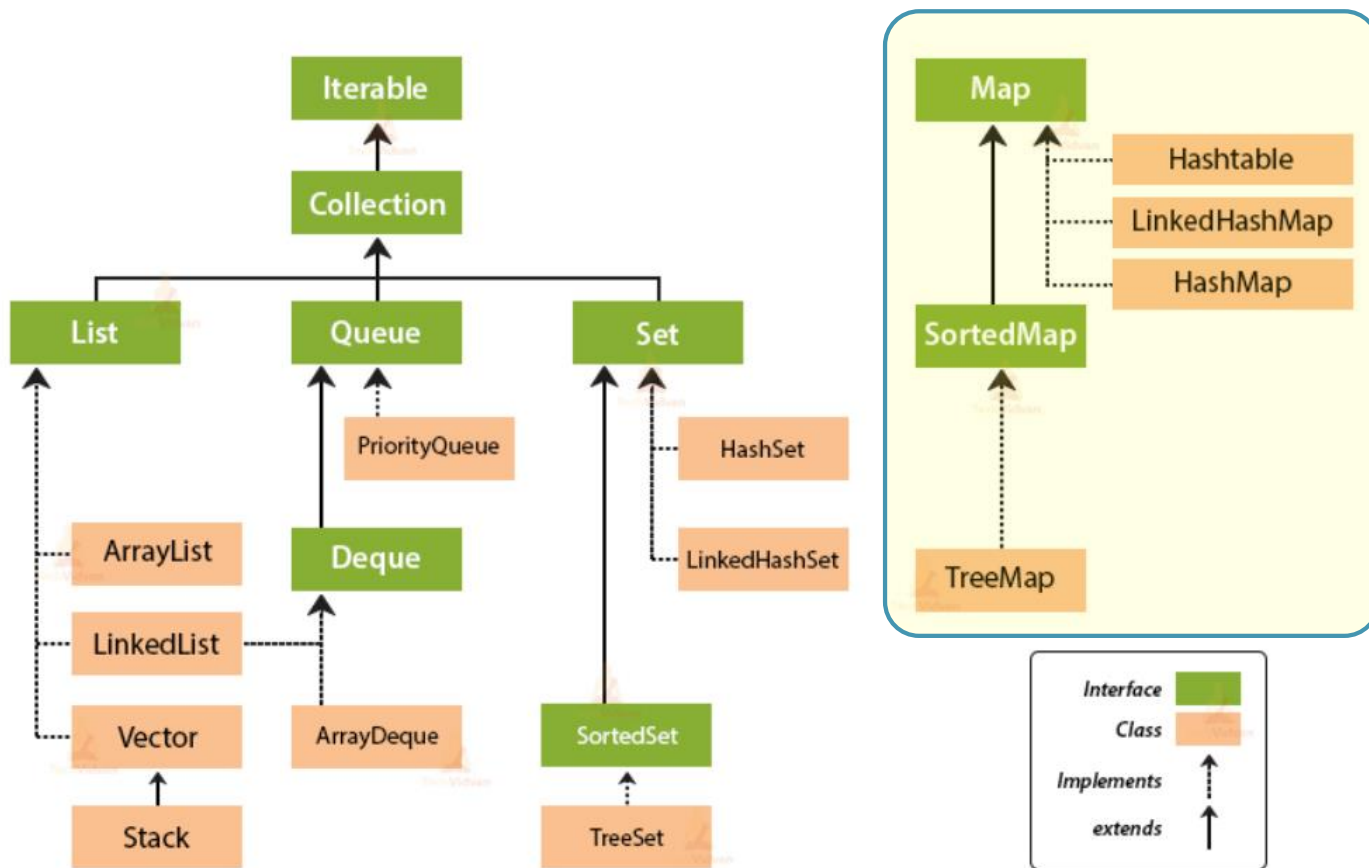 Iterable
Collection
List
Queue
Set
PriorityQueue
HashSet
ArrayList
Deque
LinkedHashSet
LinkedList
Vector
ArrayDeque
SortedSet
Stack
TreeSet
Map
Hashtable
LinkedHashMap
HashMap
SortedMap
TreeMap
Interface
Class
Implements
extends